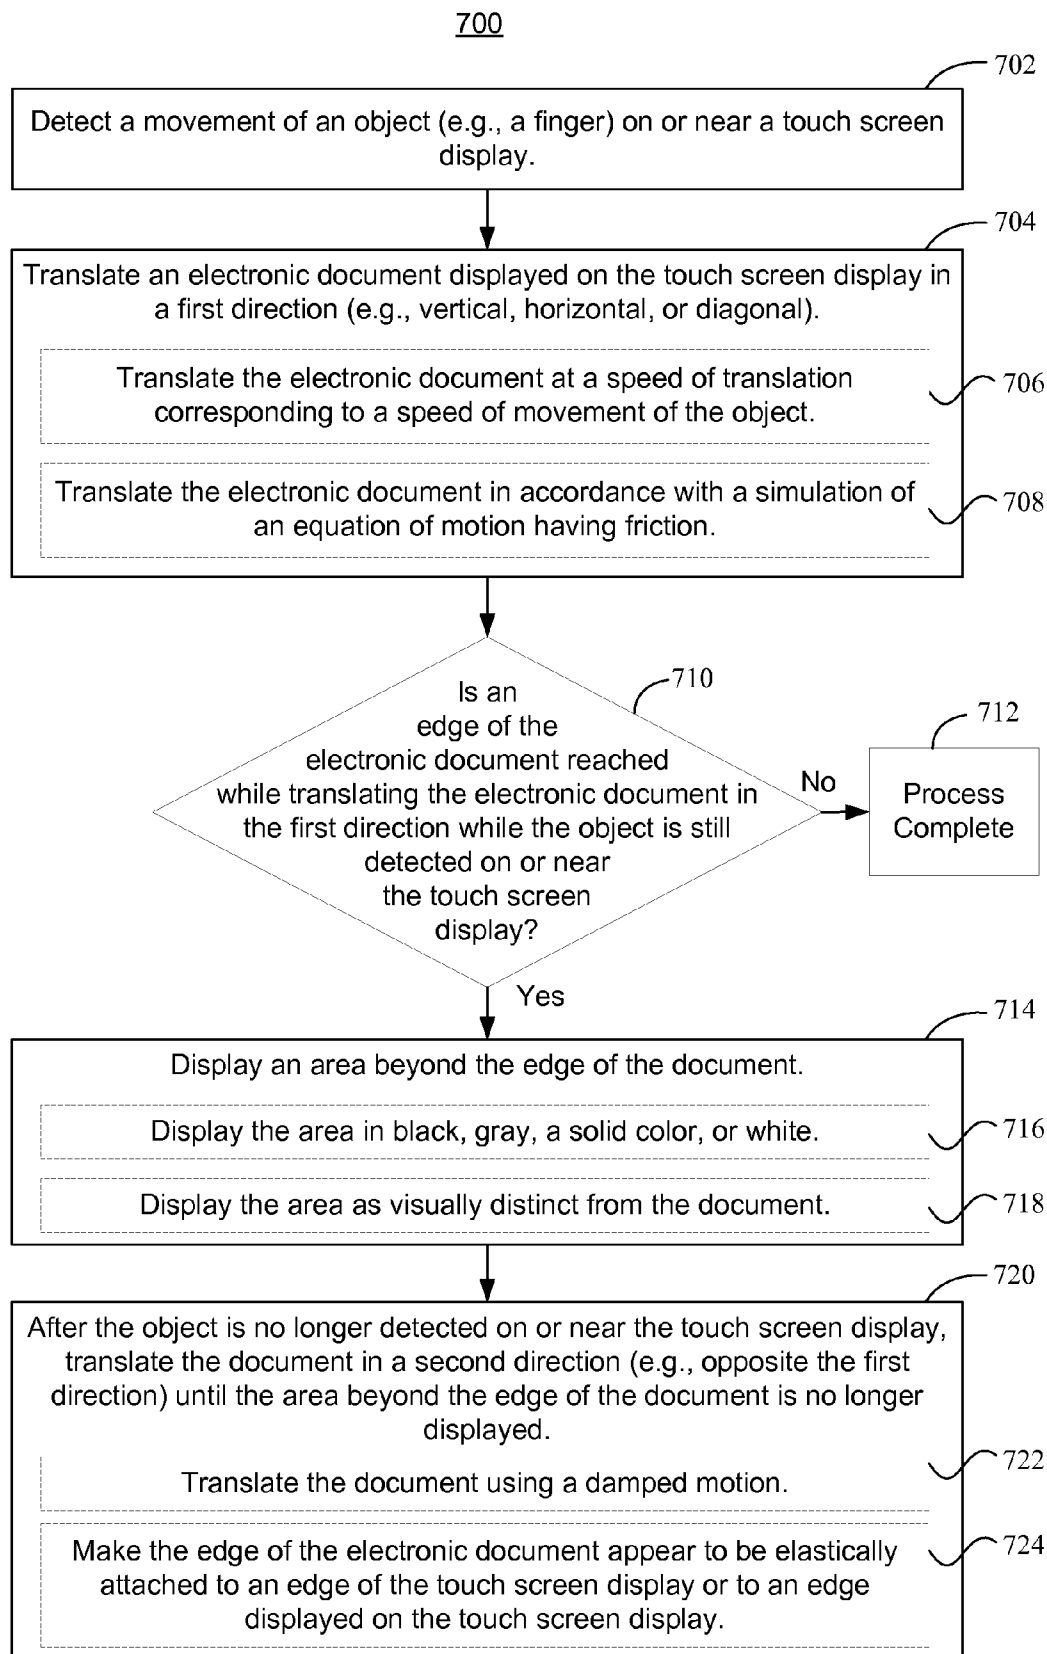 700
702
Detect a movement of an object (e.g., a finger) on or near a touch screen
display.
704
Translate an electronic document displayed on the touch screen display in
a first direction (e.g., vertical, horizontal, or diagonal).
Translate the electronic document at a speed of translation
corresponding to a speed of movement of the object.
706
Translate the electronic document in accordance with a simulation of
an equation of motion having friction.
708
Is an
edge of the
electronic document reached
while translating the electronic document in
the first direction while the object is still
detected on or near
the touch screen
display?
710
No
712
Process
Complete
Yes
714
Display an area beyond the edge of the document.
Display the area in black, gray, a solid color, or white.
716
Display the area as visually distinct from the document.
718
720
After the object is no longer detected on or near the touch screen display,
translate the document in a second direction (e.g., opposite the first
direction) until the area beyond the edge of the document is no longer
displayed.
Translate the document using a damped motion.
722
Make the edge of the electronic document appear to be elastically
attached to an edge of the touch screen display or to an edge
displayed on the touch screen display.
724